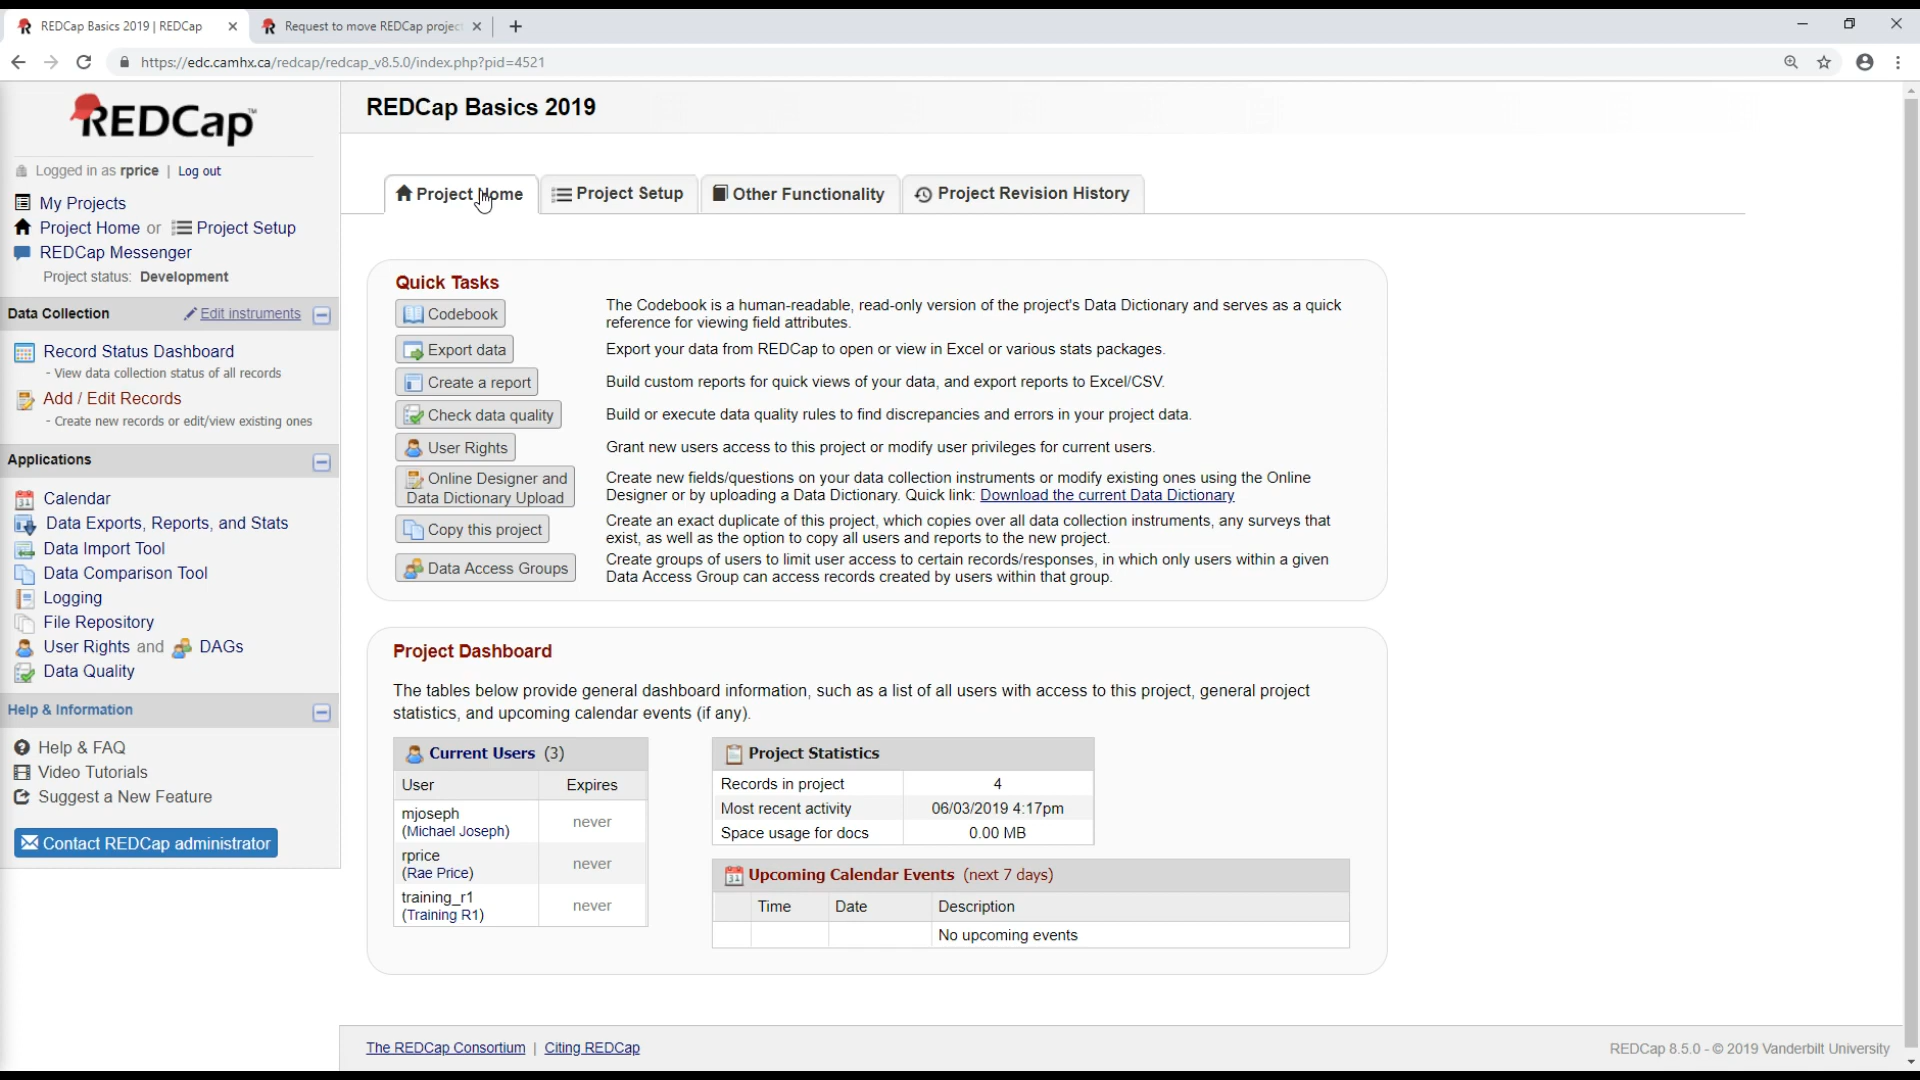 REDCap Basics 2019 | REDCap
Request to move REDCap projec
https://edc.camhx.ca/redcap/redcap_v8.5.0/index.php?pid=4521
REDCap™
Logged in as rprice | Log out
My Projects
Project Home or Project Setup
REDCap Messenger
Project status: Development
Data Collection Edit instruments
Record Status Dashboard
- View data collection status of all records
Add / Edit Records
- Create new records or edit/view existing ones
Applications
31 Calendar
Data Exports, Reports, and Stats
Data Import Tool
Data Comparison Tool
Logging
File Repository
User Rights and DAGs
Data Quality
Help & Information
Help & FAQ
Video Tutorials
Suggest a New Feature
Contact REDCap administrator
REDCap Basics 2019
Project Home Project Setup Other Functionality Project Revision History
Quick Tasks
Codebook
The Codebook is a human-readable, read-only version of the project's Data Dictionary and serves as a quick
reference for viewing field attributes.
Export data
Export your data from REDCap to open or view in Excel or various stats packages.
Create a report
Build custom reports for quick views of your data, and export reports to Excel/CSV.
Check data quality
Build or execute data quality rules to find discrepancies and errors in your project data.
User Rights
Grant new users access to this project or modify user privileges for current users.
Online Designer and
Data Dictionary Upload
Create new fields/questions on your data collection instruments or modify existing ones using the Online
Designer or by uploading a Data Dictionary. Quick link: Download the current Data Dictionary
Copy this project
Create an exact duplicate of this project, which copies over all data collection instruments, any surveys that
exist, as well as the option to copy all users and reports to the new project.
Data Access Groups
Create groups of users to limit user access to certain records/responses, in which only users within a given
Data Access Group can access records created by users within that group.
Project Dashboard
The tables below provide general dashboard information, such as a list of all users with access to this project, general project
statistics, and upcoming calendar events (if any).
Current Users (3)
User Expires
mjoseph
(Michael Joseph) never
rprice
(Rae Price) never
training_r1
(Training R1) never
Project Statistics
Records in project 4
Most recent activity 06/03/2019 4:17pm
Space usage for docs 0.00 MB
31 Upcoming Calendar Events (next 7 days)
Time Date Description
No upcoming events
The REDCap Consortium | Citing REDCap
REDCap 8.5.0 - © 2019 Vanderbilt University